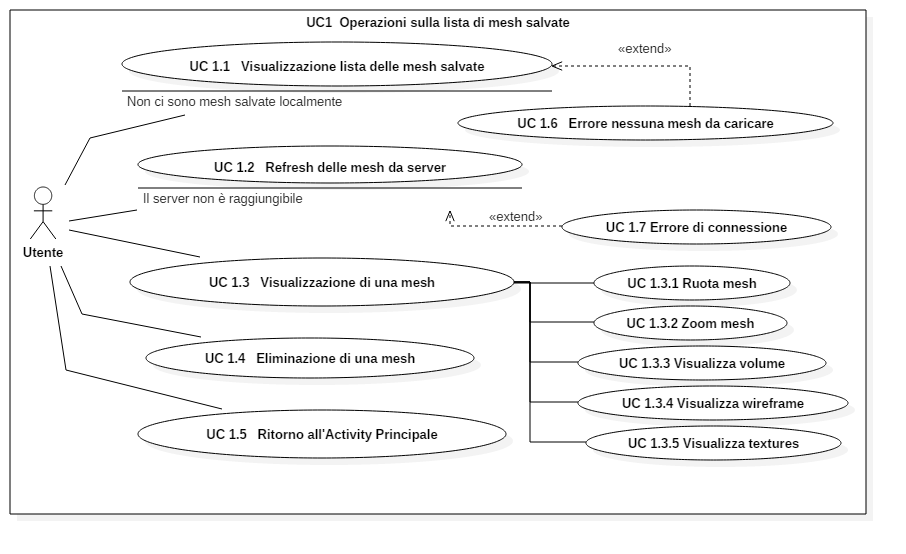 UC1  Operazioni sulla lista di mesh salvate
«extend»
UC 1.1  Visualizzazione lista delle mesh salvate
Non ci sono mesh salvate localmente
UC 1.6  Errore nessuna mesh da caricare
UC 1.2  Refresh delle mesh da server
Il server non è raggiungibile
«extend»
UC 1.7 Errore di connessione
Utente
UC 1.3  Visualizzazione di una mesh
UC 1.3.1 Ruota mesh
UC 1.3.2 Zoom mesh
UC 1.4  Eliminazione di una mesh
UC 1.3.3 Visualizza volume
UC 1.3.4 Visualizza wireframe
UC 1.5  Ritorno all'Activity Principale
UC 1.3.5 Visualizza textures